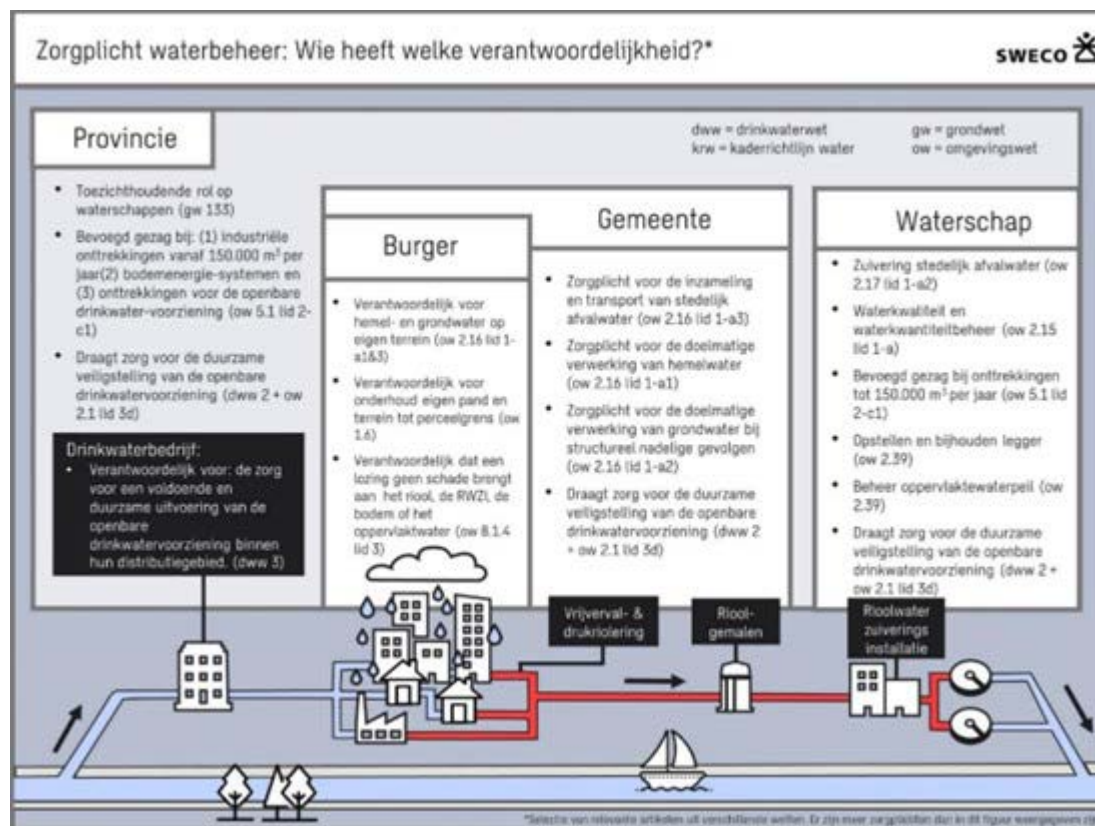 Zorgplicht waterbeheer: Wie heeft welke verantwoordelijkheid?*
SWECO
dww = drinkwaterwet
krw = kaderrichtlijn water
gw = grondwet
ow = omgevingswet
Provincie
• Toezichthoudende rol op
waterschappen (gw 133)
• Bevoegd gezag bij: (1) industriële
onttrekkingen vanaf 150.000 m³ per
jaar(2) bodemenergie-systemen en
(3) onttrekkingen voor de openbare
drinkwater-voorziening (ow 5.1 lid 2-
c1)
• Draagt zorg voor de duurzame
veiligstelling van de openbare
drinkwatervoorziening (dww 2 + ow
2.1 lid 3d)
Drinkwaterbedrijf:
• Verantwoordelijk voor: de zorg
voor een voldoende en
duurzame uitvoering van de
openbare
drinkwatervoorziening binnen
hun distributiegebied. (dww 3)
Burger
• Verantwoordelijk voor
hemel- en grondwater op
eigen terrein (ow 2.16 lid 1-
a1&3)
• Verantwoordelijk voor
onderhoud eigen pand en
terrein tot perceelgrens (ow
1.6)
• Verantwoordelijk dat een
lozing geen schade brengt
aan het riool, de RWZI, de
bodem of het
oppervlaktwater (ow 8.1.4
lid 3)
Gemeente
• Zorgplicht voor de inzameling
en transport van stedelijk
afvalwater (ow 2.16 lid 1-a3)
• Zorgplicht voor de doelmatige
verwerking van hemelwater
(ow 2.16 lid 1-a1)
• Zorgplicht voor de doelmatige
verwerking van grondwater bij
structureel nadelige gevolgen
(ow 2.16 lid 1-a2)
• Draagt zorg voor de duurzame
veiligstelling van de openbare
drinkwatervoorziening (dww 2
+ ow 2.1 lid 3d)
Waterschap
• Zuivering stedelijk afvalwater (ow
2.17 lid 1-a2)
• Waterkwaliteit en
waterkwantiteitbeheer (ow 2.15
lid 1-a)
• Bevoegd gezag bij onttrekkingen
tot 150.000 m³ per jaar (ow 5.1 lid
2-c1)
• Opstellen en bijhouden legger
(ow 2.39)
• Beheer oppervlaktewaterpeil (ow
2.39)
• Draagt zorg voor de duurzame
veiligstelling van de openbare
drinkwatervoorziening (dww 2 +
ow 2.1 lid 3d)
Vrijverval- &
drukriolering
Riool-
gemalen
Rioolwater
zuiverings
installatie
*Selectie van relevante artikelen uit verschillende wetten. Er zijn meer zorgplichten dan in dit figuur weergegeven zijn